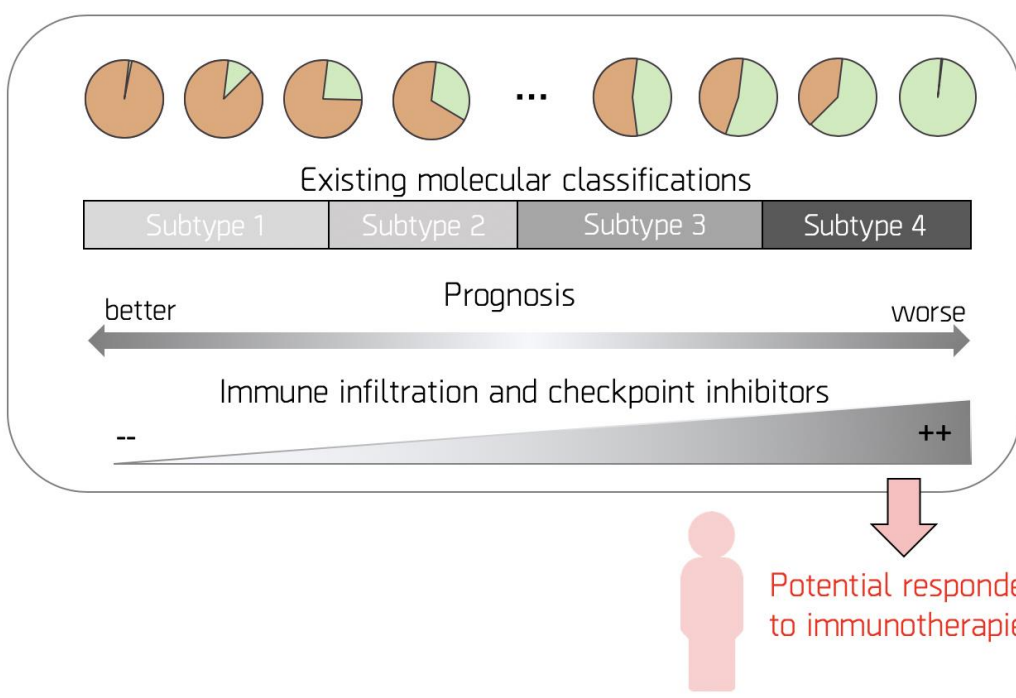 ...
Existing molecular classifications
Subtype 1 Subtype 2 Subtype 3 Subtype 4
Prognosis
better worse
Immune infiltration and checkpoint inhibitors
-- ++
Potential responde
to immunotherapie